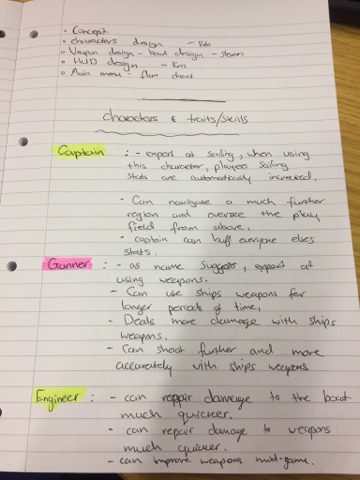 • Concept
• characters design -
• Weapon design - boat design - steven
• HUD design - Kim
• Main menu - flow chart
characters & traits/skills
Captain : - expert at sailing, when using
this character, players sailing
stats are automatically increased.
- Can navigate a much further
region and oversee the play
field from above.
- captain can buff everyone elses
stats.
Gunner : - as name suggests, expert at
using weapons.
- Can use ships weapons for
longer periods of time.
- Deals more damage with ships
weapons.
- Can shoot further and more
accurately with ships weapons
Engineer : - can reppair damage to the boat
much quicker.
- can repair damage to weapons
much quicker.
- can improve weapons mid-game.